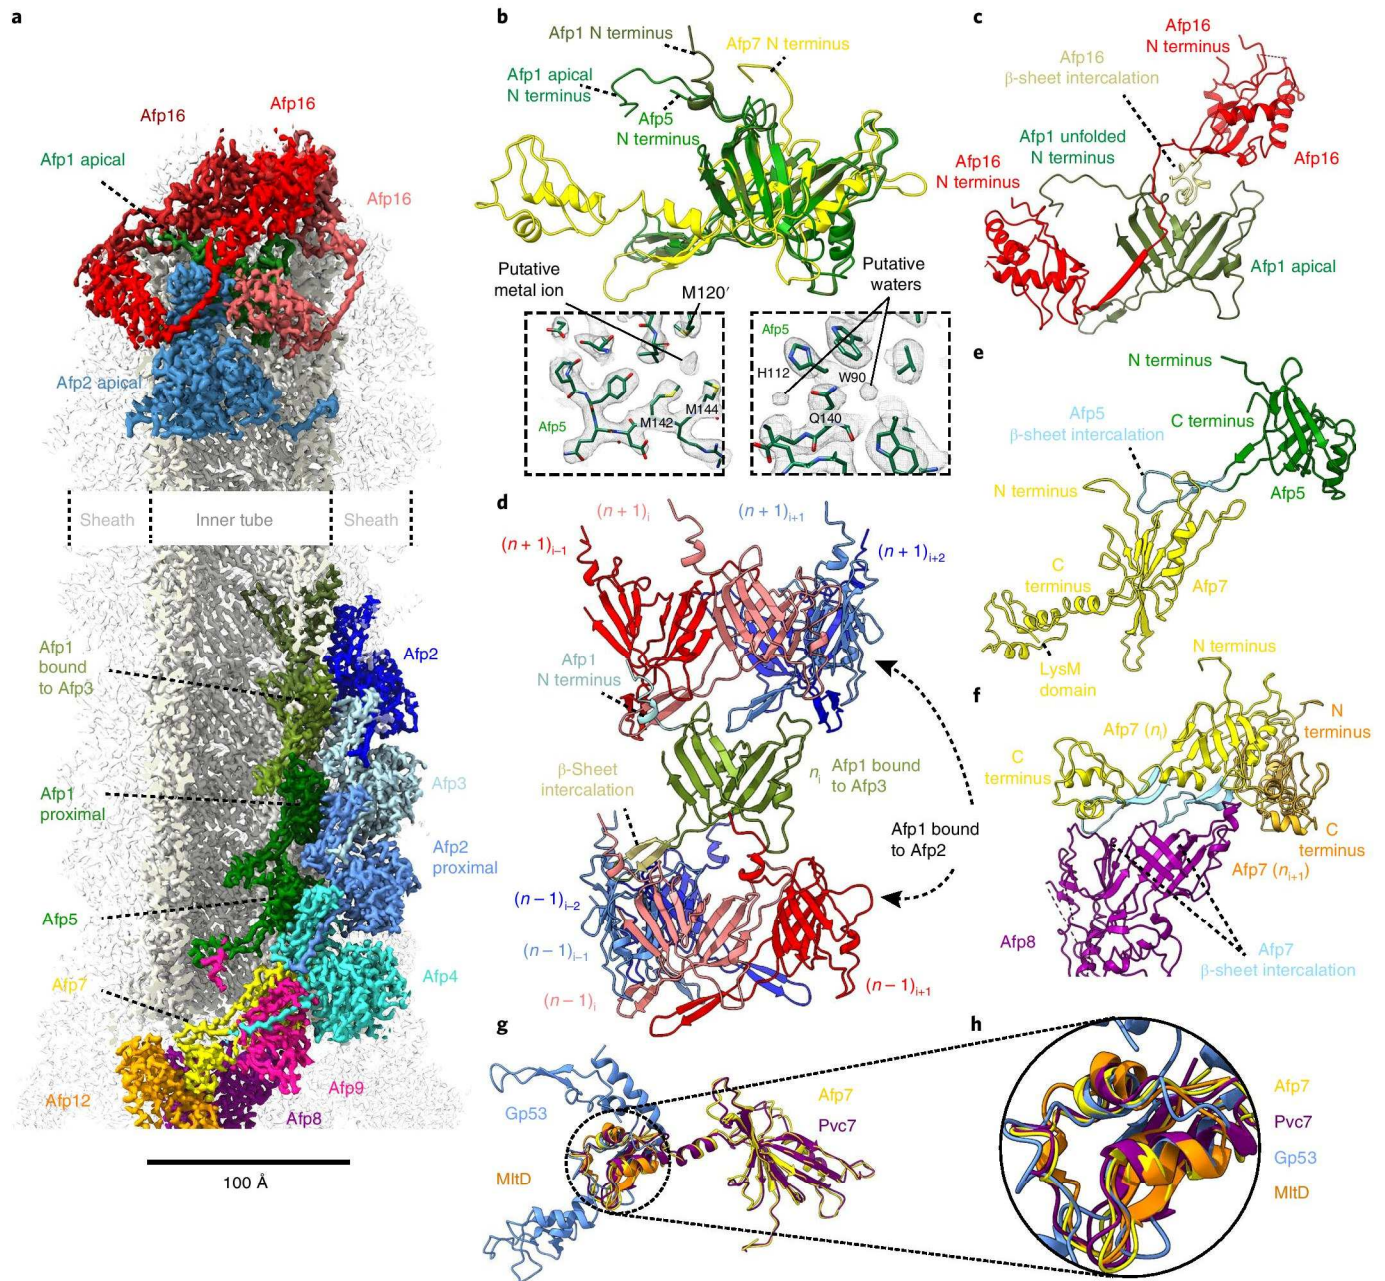 a
Afp16
Afp16
Afp1 apical
Afp16
Afp2 apical
Sheath
Inner tube
Sheath
Afp1
bound
to Afp3
Afp2
Afp1
proximal
Afp3
Afp2
proximal
Afp5
Afp7
Afp4
Afp12
Afp9
Afp8
100 Å
b
Afp1 N terminus
Afp7 N terminus
Afp1 apical
N terminus
Afp5
N terminus
Putative
metal ion
M120′
Putative
waters
Afp5
M142
M144
Afp5
H112
W90
Q140
c
Afp16
N terminus
Afp16
β-sheet intercalation
Afp1 unfolded
N terminus
Afp16
N terminus
Afp16
Afp1 apical
d
(n + 1)i
(n + 1)i+1
(n + 1)i–1
(n + 1)i+2
Afp1
N terminus
β-Sheet
intercalation
ni
Afp1 bound
to Afp3
Afp1 bound
to Afp2
(n – 1)i–2
(n – 1)i–1
(n – 1)i
(n – 1)i+1
e
N terminus
Afp5
β-sheet intercalation
C terminus
N terminus
Afp5
C
terminus
Afp7
LysM
domain
f
N terminus
Afp7 (ni)
N
terminus
C
terminus
C
terminus
Afp7 (ni+1)
Afp8
Afp7
β-sheet intercalation
g
Gp53
Afp7
Pvc7
MltD
h
Afp7
Pvc7
Gp53
MltD